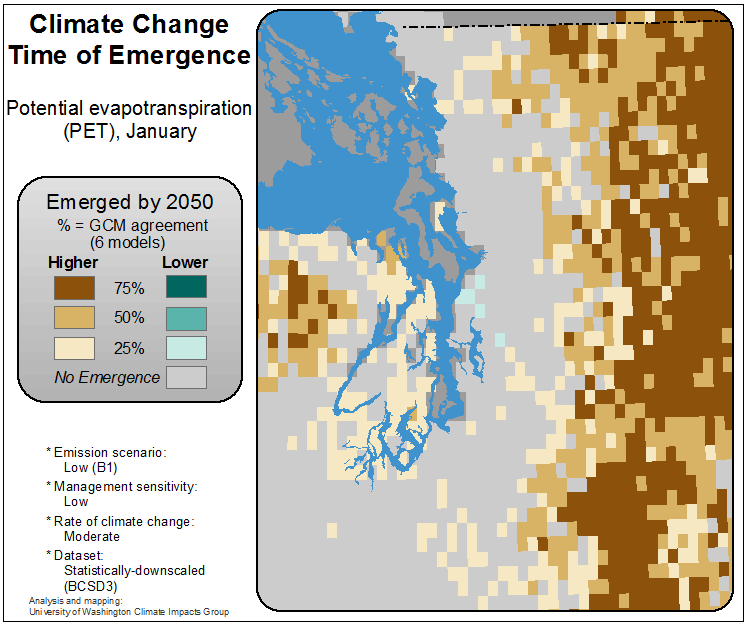 Climate Change
Time of Emergence
Potential evapotranspiration
(PET), January
Emerged by 2050
% = GCM agreement
(6 models)
Higher Lower
75%
50%
25%
No Emergence
* Emission scenario:
Low (B1)
* Management sensitivity:
Low
* Rate of climate change:
Moderate
* Dataset:
Statistically-downscaled
(BCSD3)
Analysis and mapping:
University of Washington Climate Impacts Group